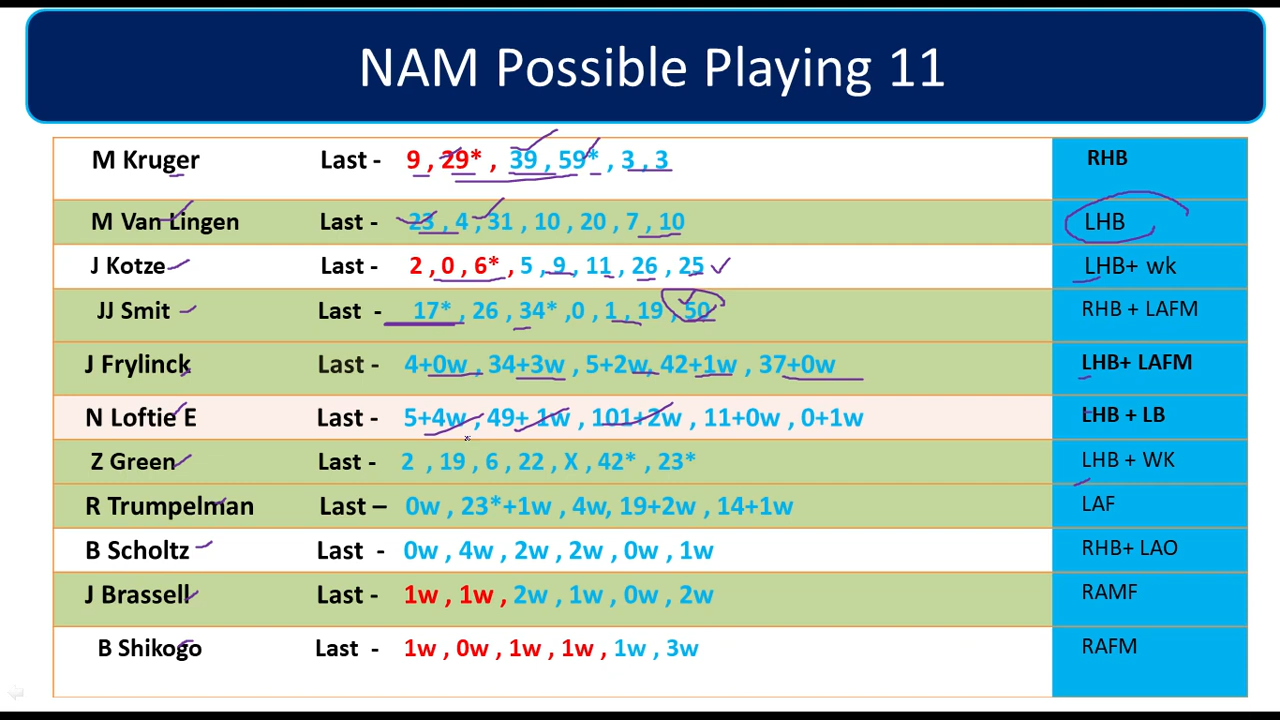 NAM Possible Playing 11
M Kruger Last - 9 , 29* , 39 , 59* , 3 , 3 RHB
M Van Lingen Last - 23 , 4 , 31 , 10 , 20 , 7 , 10 LHB
J Kotze Last - 2 , 0 , 6* , 5 , 9 , 11 , 26 , 25 LHB+ wk
JJ Smit Last - 17* , 26 , 34* ,0 , 1 , 19 , 50 RHB + LAFM
J Frylinck Last - 4+0w , 34+3w , 5+2w, 42+1w , 37+0w LHB+ LAFM
N Loftie E Last - 5+4w , 49+ 1w , 101+2w , 11+0w , 0+1w LHB + LB
Z Green Last - 2 , 19 , 6 , 22 , X , 42* , 23* LHB + WK
R Trumpelman Last – 0w , 23*+1w , 4w, 19+2w , 14+1w LAF
B Scholtz Last - 0w , 4w , 2w , 2w , 0w , 1w RHB+ LAO
J Brassell Last - 1w , 1w , 2w , 1w , 0w , 2w RAMF
B Shikogo Last - 1w , 0w , 1w , 1w , 1w , 3w RAFM